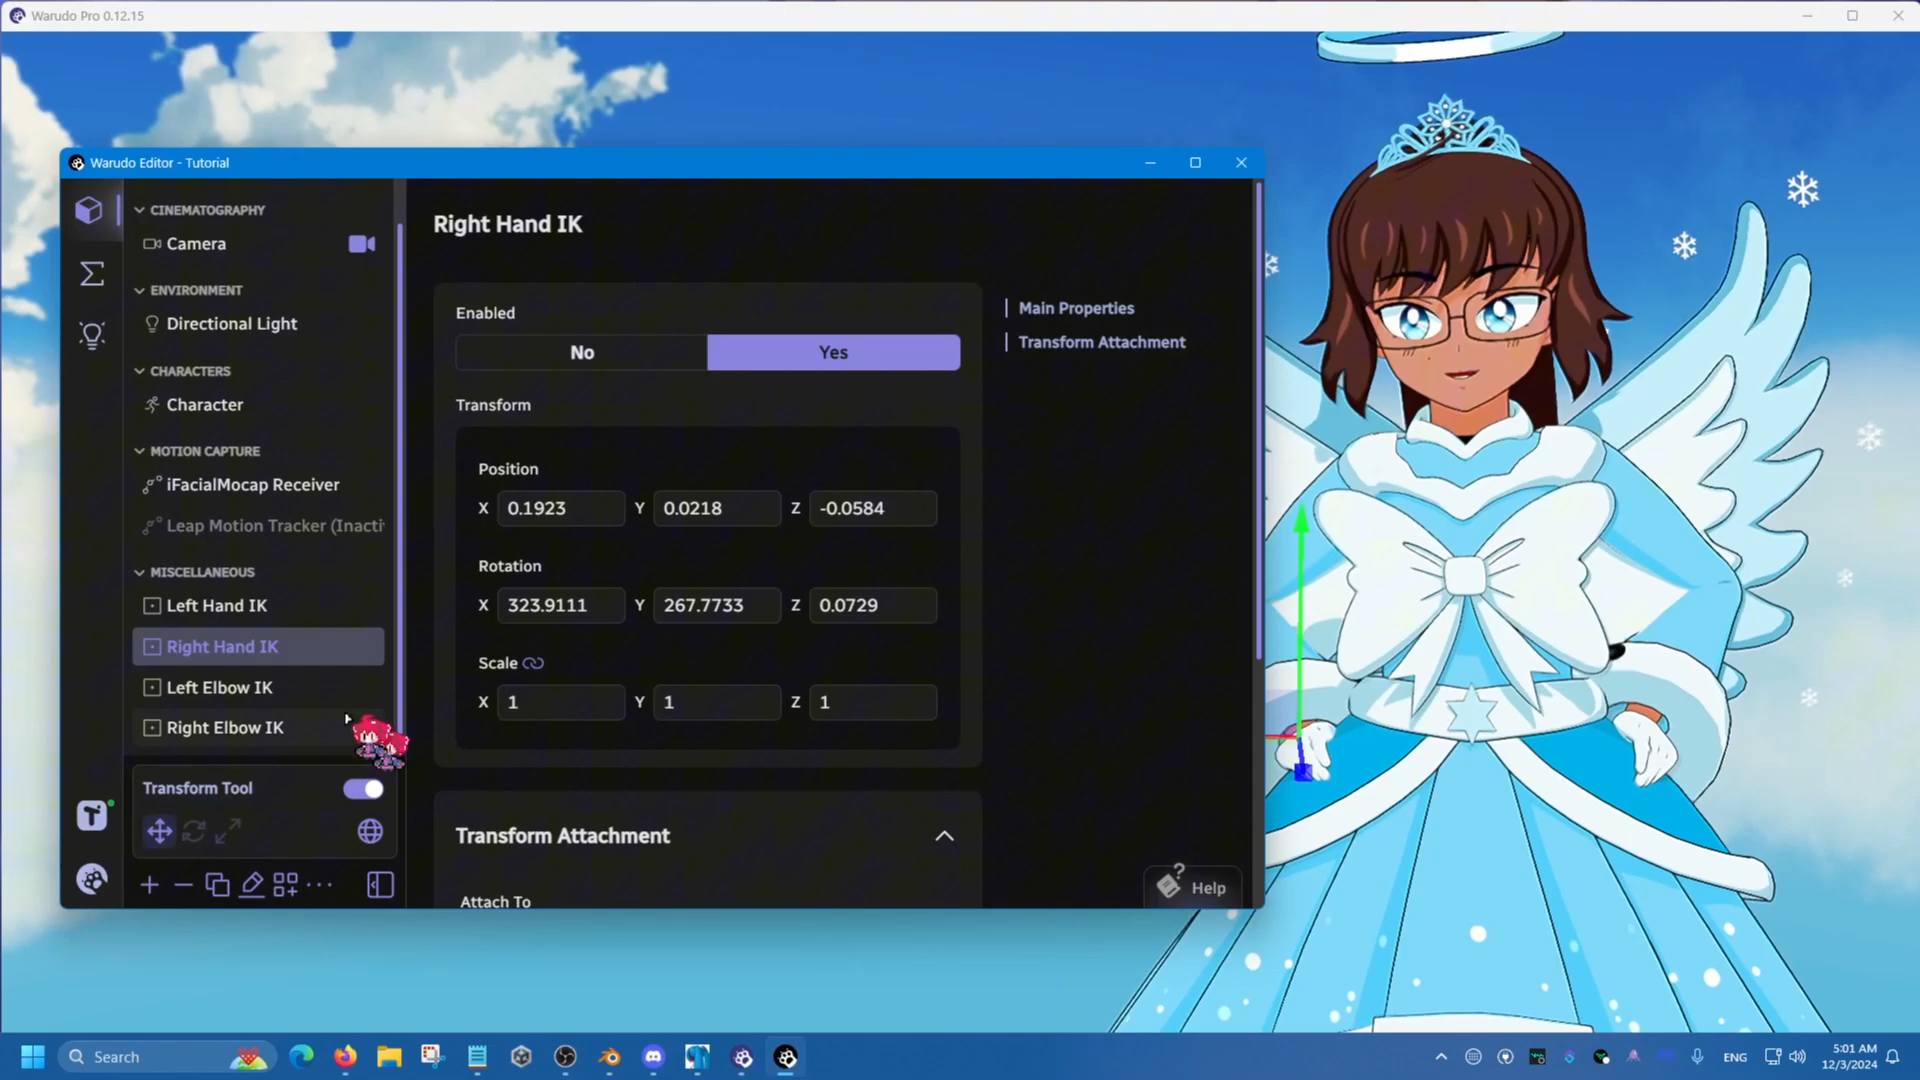 Warudo Pro 0.12.15
Warudo Editor - Tutorial
CINEMATOGRAPHY
Camera
ENVIRONMENT
Directional Light
CHARACTERS
Character
MOTION CAPTURE
iFacialMocap Receiver
Leap Motion Tracker (Inacti
MISCELLANEOUS
Left Hand IK
Right Hand IK
Left Elbow IK
Right Elbow IK
Transform Tool
Right Hand IK
Enabled
No Yes
Transform
Position
X 0.1923 Y 0.0218 Z -0.0584
Rotation
X 323.9111 Y 267.7733 Z 0.0729
Scale
X 1 Y 1 Z 1
Transform Attachment
Attach To
Main Properties
Transform Attachment
Help
Search
ENG
5:01 AM
12/3/2024